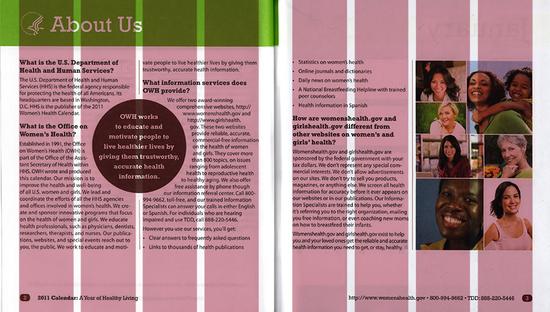 About Us
What is the U.S. Department of
Health and Human Services?
The U.S. Department of Health and Human
Services (HHS) is the federal agency responsible
for protecting the health of all Americans. Its
headquarters are based in Washington,
D.C. HHS is the publisher of the 2011
Women's Health Calendar.
What is the Office on
Women's Health?
Established in 1991, the Office
on Women's Health (OWH) is
part of the Office of the Assis-
tant Secretary of Health within
HHS. OWH wrote and produced
this calendar. Our mission is to
improve the health and well-being
of all U.S. women and girls. We lead and
coordinate the efforts of all the HHS agencies
and offices involved in women's health. We cre-
ate and sponsor innovative programs that focus
on the health of women and girls. We educate
health professionals, such as physicians, dentists,
researchers, therapists, and nurses. Our publica-
tions, websites, and special events reach out to
you, the public. We work to educate and moti-
vate people to live healthier lives by giving them
trustworthy, accurate health information.
What information services does
OWH provide?
We offer two award-winning
comprehensive websites, http://
www.womenshealth.gov and
http://www.girlshealth.
gov. These two websites
provide reliable, accurate,
commercial-free information
on the health of women
and girls. They cover more
than 800 topics, on issues
ranging from adolescent
health to reproductive health
to healthy aging. We also offer
free assistance by phone though
our information referral center. Call 800-
994-9662, toll-free, and our trained Information
Specialists can answer your calls in either English
or Spanish. For individuals who are hearing
impaired and use TDD, call 888-220-5446.
However you use our services, you'll get:
• Clear answers to frequently asked questions
• Links to thousands of health publications
OWH works
to educate and
motivate people to
live healthier lives by
giving them trustworthy,
accurate health
information.
2 2011 Calendar: A Year of Healthy Living
• Statistics on women's health
• Online journals and dictionaries
• Daily news on women's health
• A National Breastfeeding Helpline with trained
peer counselors
• Health information in Spanish
How are womenshealth.gov and
girlshealth.gov different from
other websites on women's and
girls' health?
Womenshealth.gov and girlshealth.gov are
sponsored by the federal government with your
tax dollars. We don't represent any special com-
mercial interests. We don't allow advertisements
on our sites. We don't try to sell you products,
magazines, or anything else. We screen all health
information for accuracy before it ever appears on
our websites or in our publications. Our Informa-
tion Specialists are trained to help you, whether
it's referring you to the right organization, mailing
you free information, or even coaching new moms
on how to breastfeed their infants.
Womenshealth.gov and girlshealth.gov exist to help
you and your loved ones get the reliable and accurate
health information you need to get, or stay, healthy.
http://www.womenshealth.gov • 800-994-9662 • TDD: 888-220-5446 3